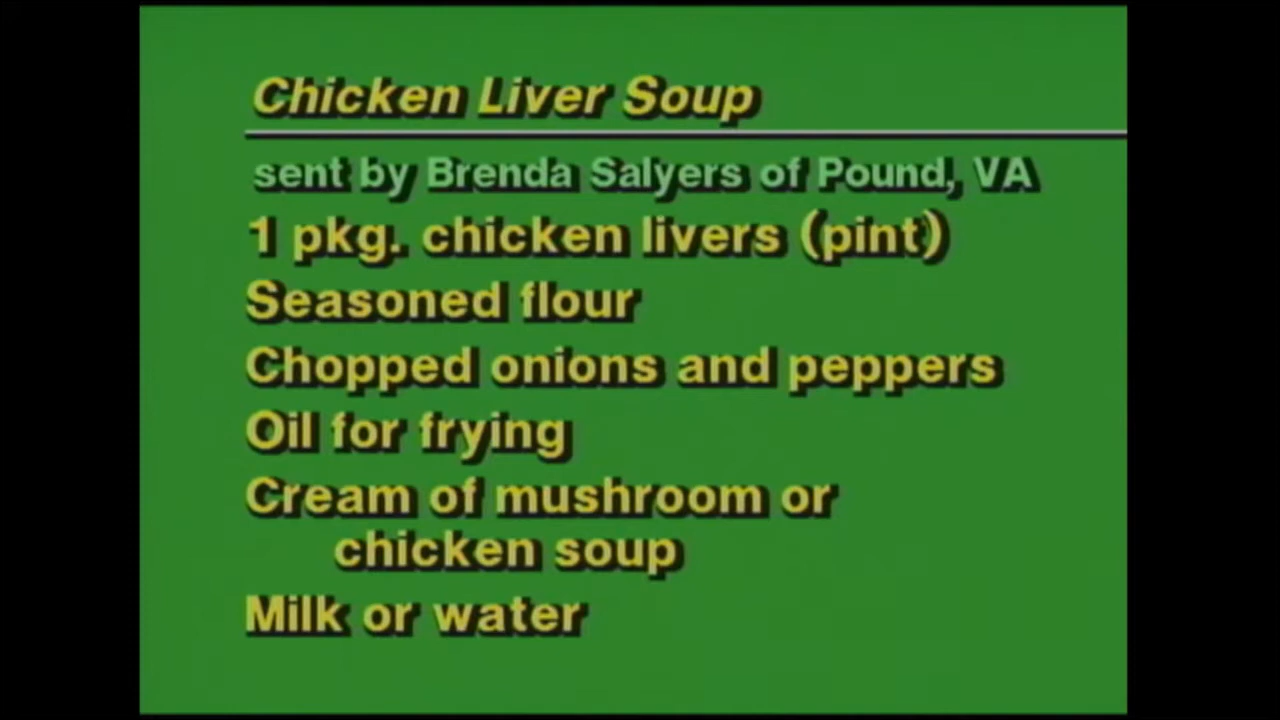 Chicken Liver Soup
sent by Brenda Salyers of Pound, VA
1 pkg. chicken livers (pint)
Seasoned flour
Chopped onions and peppers
Oil for frying
Cream of mushroom or
chicken soup
Milk or water